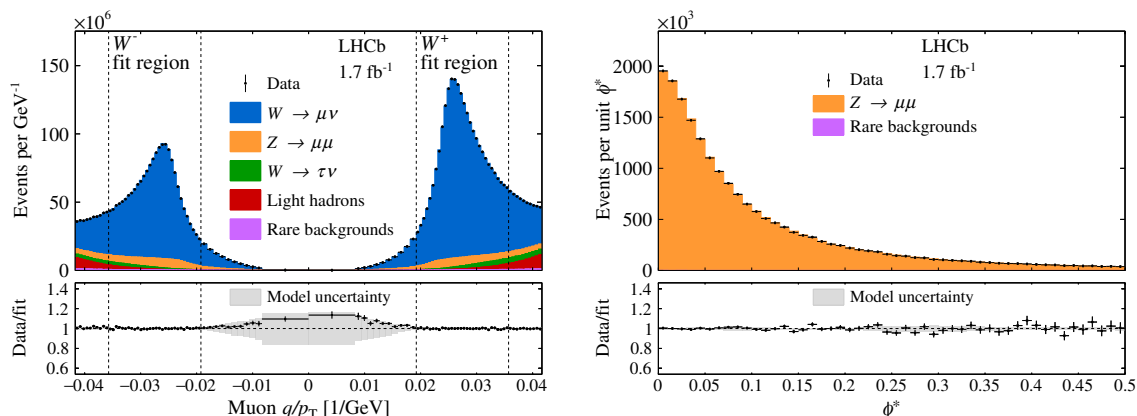 ×10⁶
W⁻ fit region
W⁺ fit region
LHCb
1.7 fb⁻¹
Data
W → μν
Z → μμ
W → τν
Light hadrons
Rare backgrounds
Events per GeV⁻¹
150
100
50
0
Model uncertainty
Data/fit
1.4
1.2
1.0
0.8
0.6
−0.04 −0.03 −0.02 −0.01 0 0.01 0.02 0.03 0.04
Muon q/p_T [1/GeV]
×10³
LHCb
1.7 fb⁻¹
Data
Z → μμ
Rare backgrounds
Events per unit ϕ*
2000
1500
1000
500
0
Model uncertainty
Data/fit
1.4
1.2
1
0.8
0.6
0 0.05 0.1 0.15 0.2 0.25 0.3 0.35 0.4 0.45 0.5
ϕ*